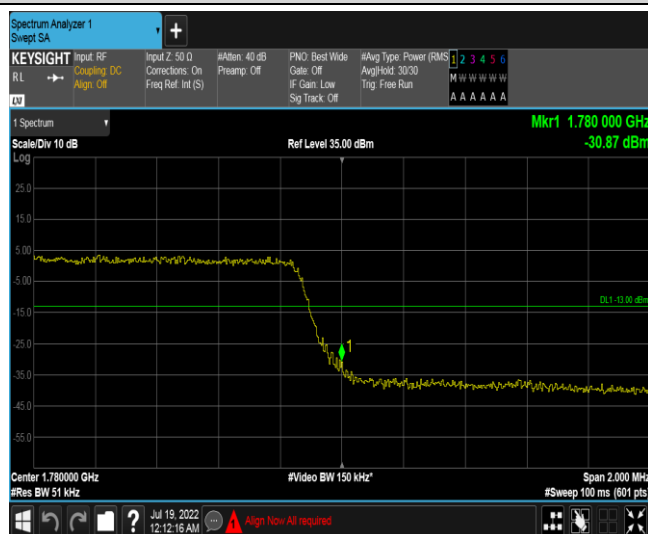 Spectrum Analyzer 1
Swept SA
+
KEYSIGHT Input: RF Input Z: 50 Ω #Atten: 40 dB PNO: Best Wide #Avg Type: Power (RMS 1 2 3 4 5 6
RL Coupling: DC Corrections: On Preamp: Off Gate: Off Avg|Hold: 30/30 M W W W W W
Align: Off Freq Ref: Int (S) IF Gain: Low Trig: Free Run
Sig Track: Off A A A A A A
LXI
1 Spectrum
Mkr1 1.780 000 GHz
Scale/Div 10 dB Ref Level 35.00 dBm -30.87 dBm
Log
25.0
15.0
5.00
-5.00
DL1 -13.00 dBm
-15.0
-25.0
1
-35.0
-45.0
-55.0
Center 1.780000 GHz #Video BW 150 kHz* Span 2.000 MHz
#Res BW 51 kHz #Sweep 100 ms (601 pts)
? Jul 19, 2022
12:12:16 AM
Align Now All required